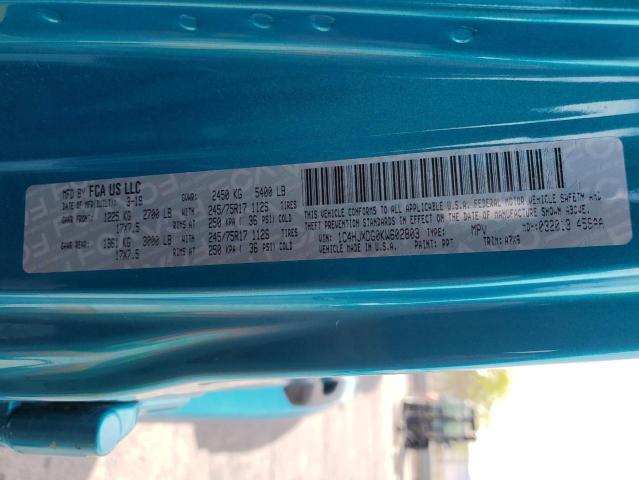 MFD BY FCA US LLC GVWR: 2450 KG 5400 LB
DATE OF MFR(BUILT): 3-19
GAWR FRONT 1225 KG 2700 LB WITH 245/75R17 112S TIRES
17X7.5 RIMS AT 250 KPA ( 36 PSI) COLD
GAWR REAR 1361 KG 3000 LB WITH 245/75R17 112S TIRES
17X7.5 RIMS AT 250 KPA ( 36 PSI) COLD
THIS VEHICLE CONFORMS TO ALL APPLICABLE U.S.A. FEDERAL MOTOR VEHICLE SAFETY AND
THEFT PREVENTION STANDARDS IN EFFECT ON THE DATE OF MANUFACTURE SHOWN ABOVE.
VIN: 1C4HJXDG0KW602803 TYPE: MPV MDH: 032013 455AA
VEHICLE MADE IN U.S.A. PAINT: PPT TRIM: A7X9